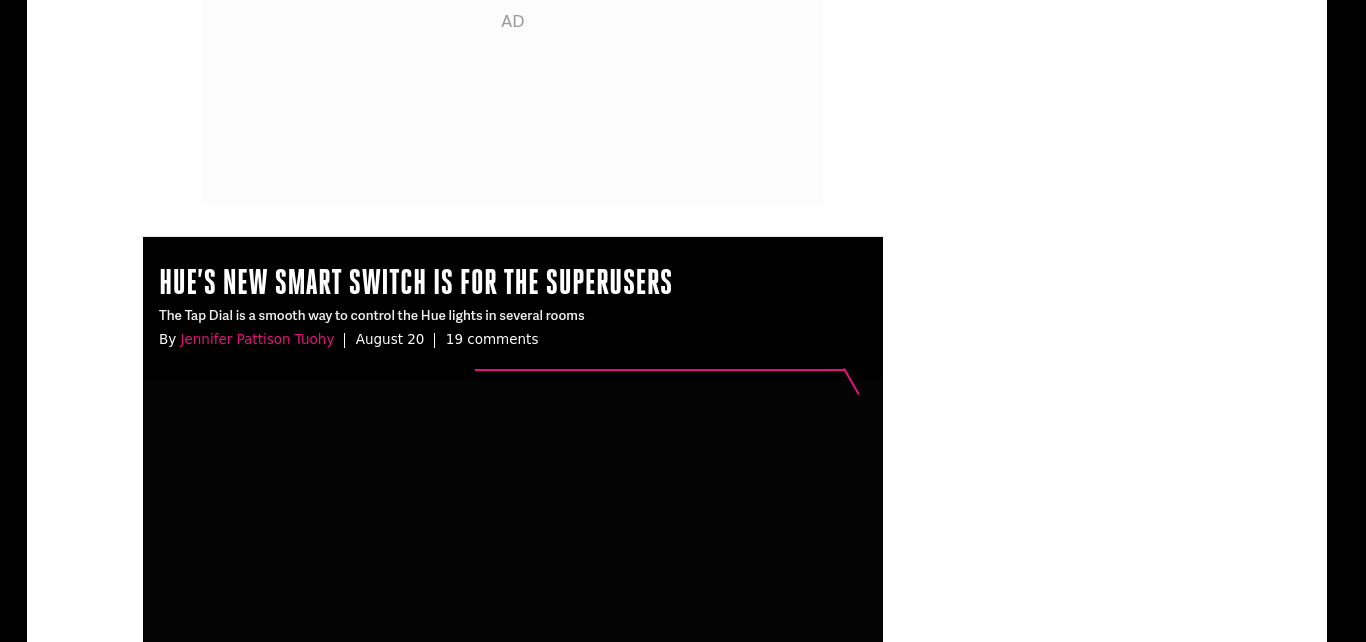 AD
HUE'S NEW SMART SWITCH IS FOR THE SUPERUSERS
The Tap Dial is a smooth way to control the Hue lights in several rooms
By Jennifer Pattison Tuohy | August 20 | 19 comments